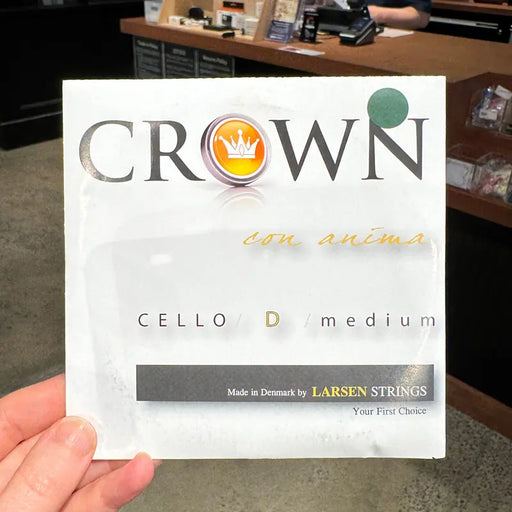 CROWN
con anima
CELLO / D / medium
Made in Denmark by LARSEN STRINGS
Your First Choice